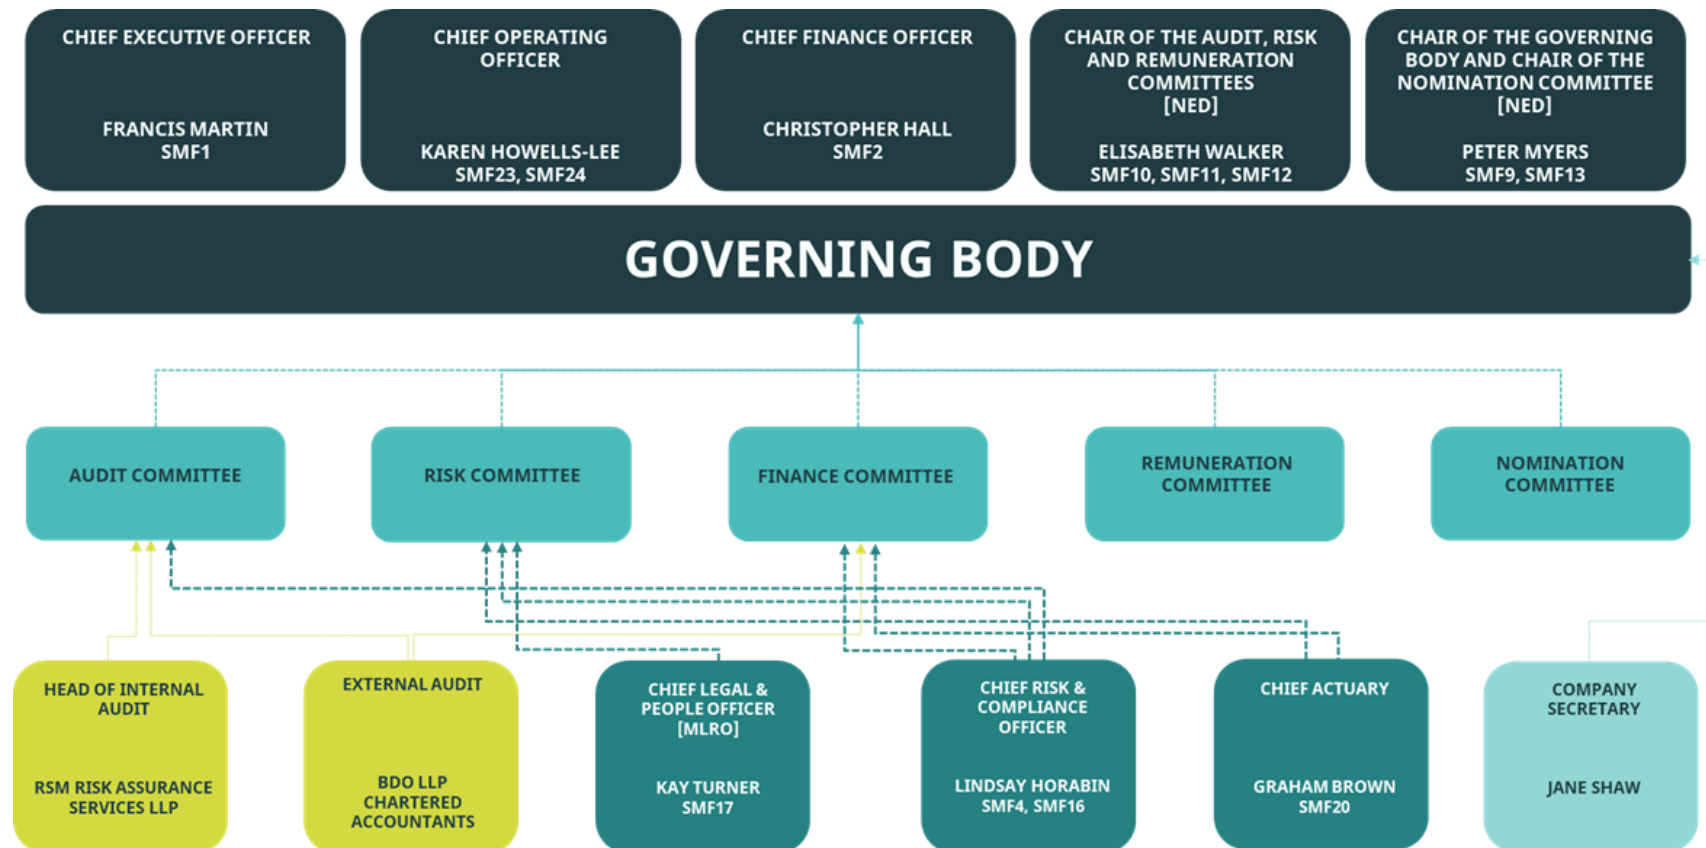 CHIEF EXECUTIVE OFFICER
FRANCIS MARTIN
SMF1
CHIEF OPERATING
OFFICER
KAREN HOWELLS-LEE
SMF23, SMF24
CHIEF FINANCE OFFICER
CHRISTOPHER HALL
SMF2
CHAIR OF THE AUDIT, RISK
AND REMUNERATION
COMMITTEES
[NED]
ELISABETH WALKER
SMF10, SMF11, SMF12
CHAIR OF THE GOVERNING
BODY AND CHAIR OF THE
NOMINATION COMMITTEE
[NED]
PETER MYERS
SMF9, SMF13
GOVERNING BODY
AUDIT COMMITTEE
RISK COMMITTEE
FINANCE COMMITTEE
REMUNERATION
COMMITTEE
NOMINATION
COMMITTEE
HEAD OF INTERNAL
AUDIT
RSM RISK ASSURANCE
SERVICES LLP
EXTERNAL AUDIT
BDO LLP
CHARTERED
ACCOUNTANTS
CHIEF LEGAL &
PEOPLE OFFICER
[MLRO]
KAY TURNER
SMF17
CHIEF RISK &
COMPLIANCE
OFFICER
LINDSAY HORABIN
SMF4, SMF16
CHIEF ACTUARY
GRAHAM BROWN
SMF20
COMPANY
SECRETARY
JANE SHAW